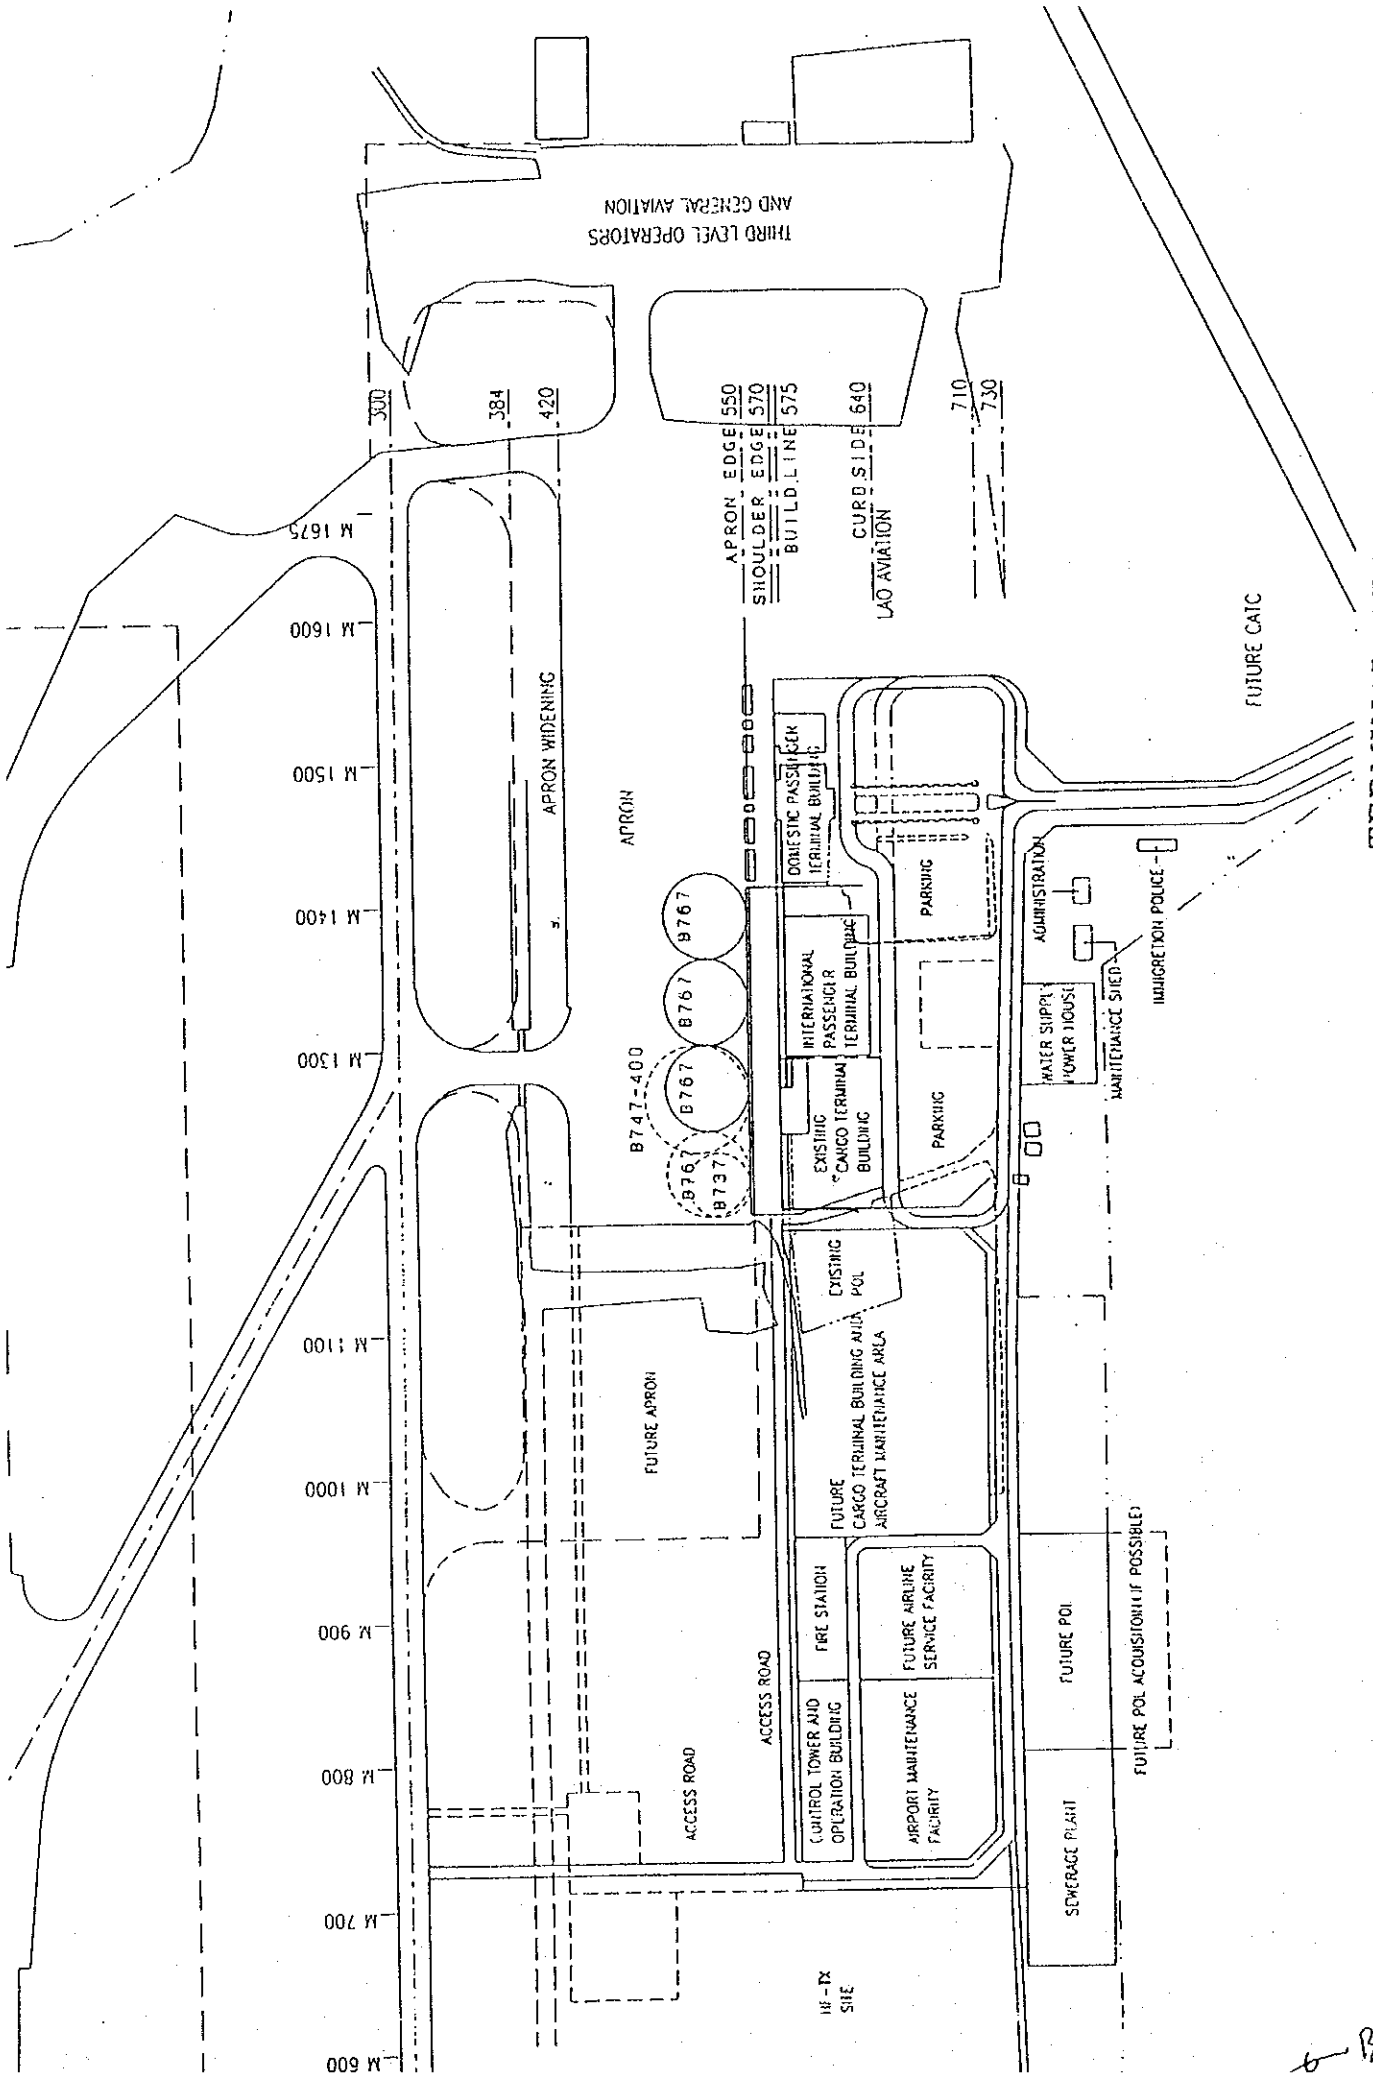 THIRD LEVEL OPERATORS
AND GENERAL AVIATION
300
384
420
APRON EDGE 550
SHOULDER EDGE 570
BUILD.LINE 575
CURB SIDE 640
LAO AVIATION
710
730
M 1675
M 1600
M 1500
M 1400
M 1300
M 1100
M 1000
M 900
M 800
M 700
M 600
APRON WIDENING
APRON
B767
B767
B767
B747-400
B767
B737
DOMESTIC PASSENGER
TERMINAL BUILDING
INTERNATIONAL
PASSENGER
TERMINAL BUILDING
EXISTING
CARGO TERMINAL
BUILDING
PARKING
PARKING
FUTURE CATC
ADMINISTRATION
IMMIGRETION POLICE
MAINTENANCE SHED
WATER SUPPLY
POWER HOUSE
EXISTING
POL
FUTURE APRON
FUTURE
CARGO TERMINAL BUILDING AND
AIRCRAFT MAINTENANCE AREA
FIRE STATION
FUTURE AIRLINE
SERVICE FACIRITY
CONTROL TOWER AND
OPERATION BUILDING
AIRPORT MAINTENANCE
FACIRITY
ACCESS ROAD
ACCESS ROAD
FUTURE POL
FUTURE POL ACQUISITION(IF POSSIBLE)
SEWERAGE PLANT
HF-TX
SITE